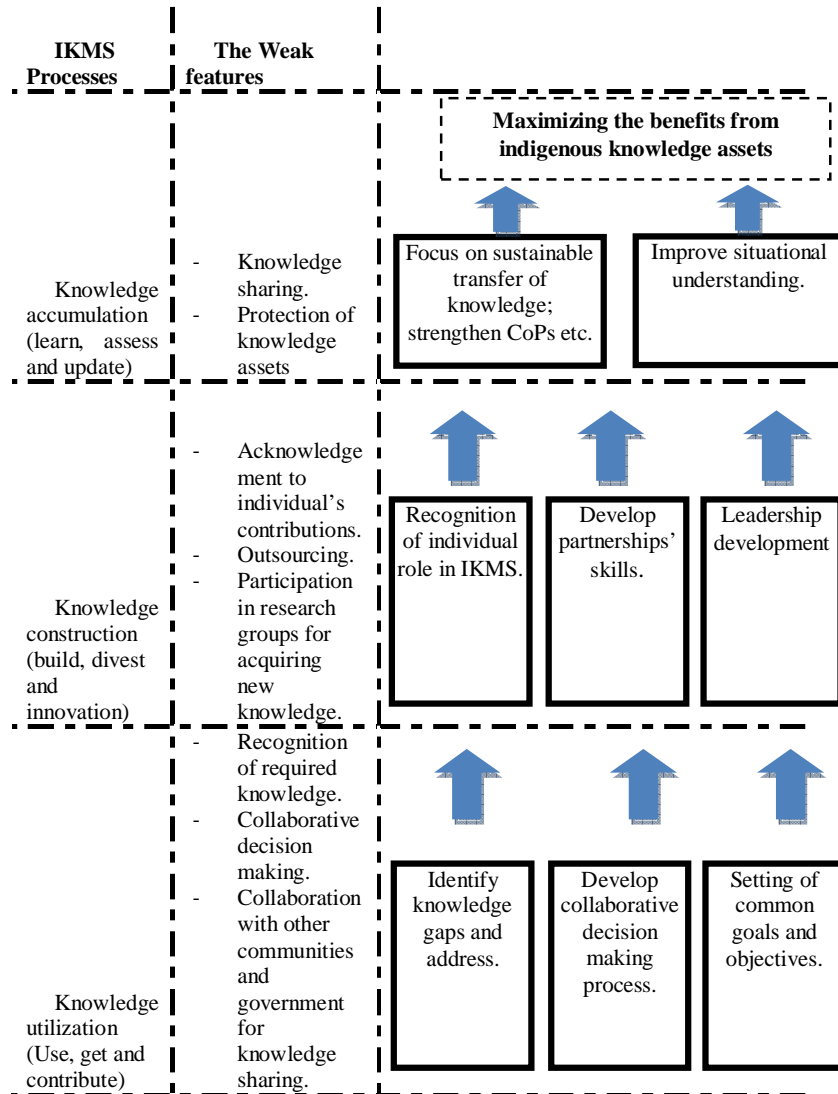 IKMS
Processes
The Weak
features
Maximizing the benefits from
indigenous knowledge assets
Knowledge
accumulation
(learn, assess
and update)
- Knowledge
sharing.
- Protection of
knowledge
assets
Focus on sustainable
transfer of
knowledge;
strengthen CoPs etc.
Improve situational
understanding.
Knowledge
construction
(build, divest
and
innovation)
- Acknowledge
ment to
individual’s
contributions.
- Outsourcing.
- Participation
in research
groups for
acquiring
new
knowledge.
Recognition
of individual
role in IKMS.
Develop
partnerships’
skills.
Leadership
development
Knowledge
utilization
(Use, get and
contribute)
- Recognition
of required
knowledge.
- Collaborative
decision
making.
- Collaboration
with other
communities
and
government
for
knowledge
sharing.
Identify
knowledge
gaps and
address.
Develop
collaborative
decision
making
process.
Setting of
common
goals and
objectives.